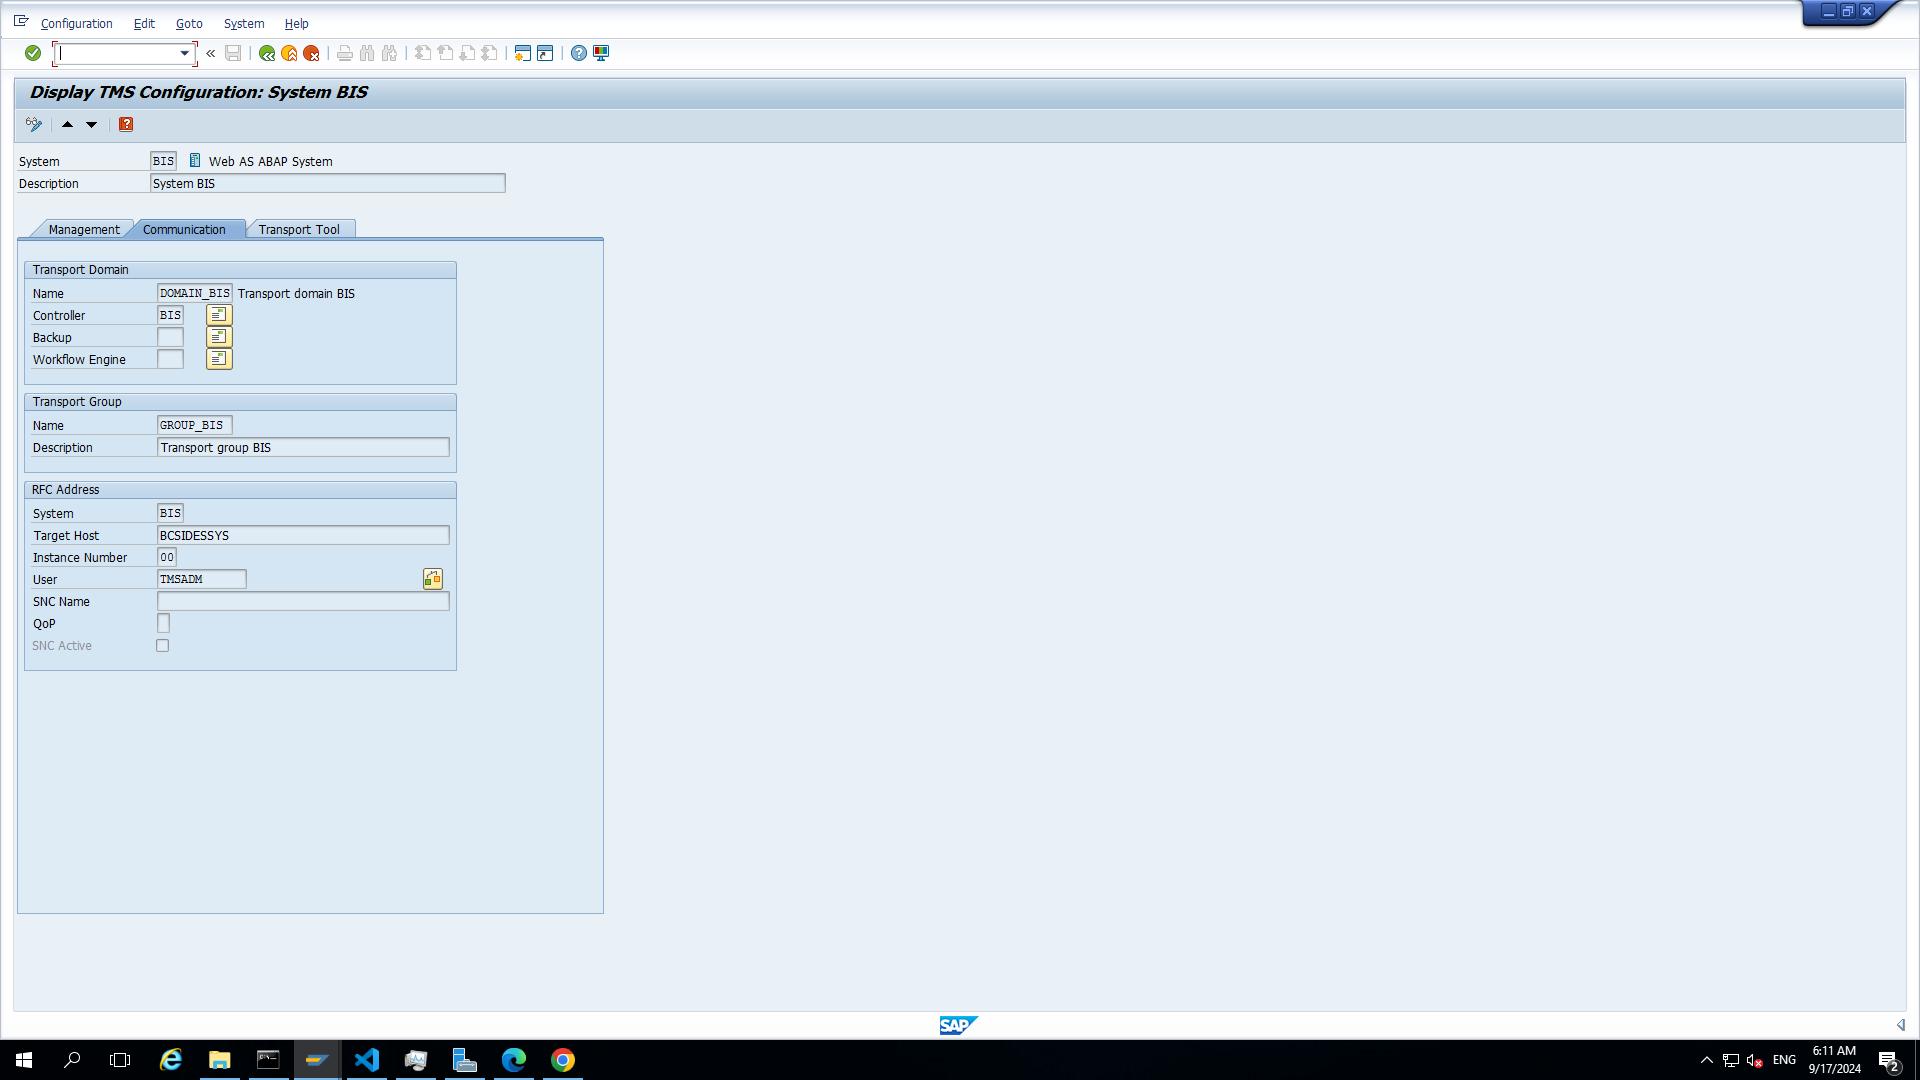 Configuration Edit Goto System Help
Display TMS Configuration: System BIS
System BIS Web AS ABAP System
Description System BIS
Management Communication Transport Tool
Transport Domain
Name DOMAIN_BIS Transport domain BIS
Controller BIS
Backup
Workflow Engine
Transport Group
Name GROUP_BIS
Description Transport group BIS
RFC Address
System BIS
Target Host BCSIDESSYS
Instance Number 00
User TMSADM
SNC Name
QoP
SNC Active
SAP
ENG
6:11 AM
9/17/2024
2